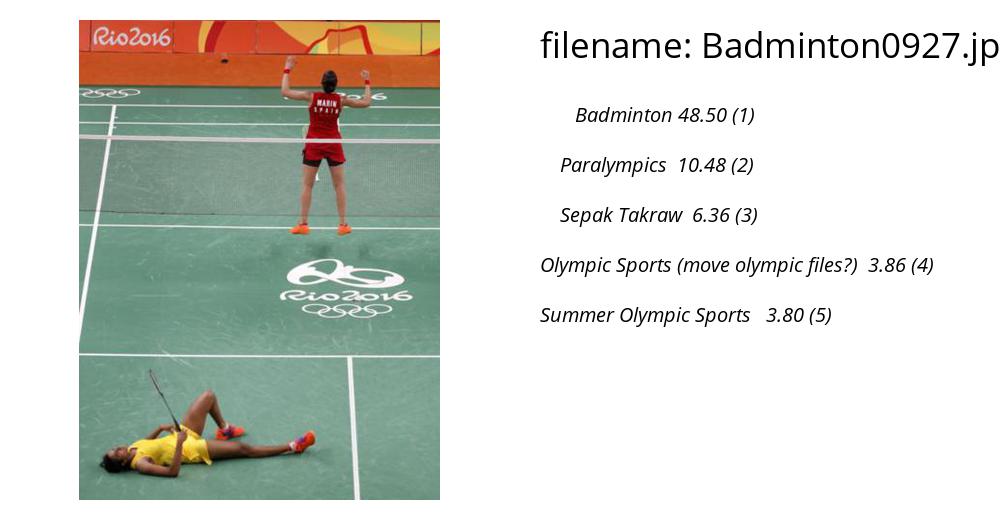 Rio2016
MARIN
SPAIN
Rio2016
filename: Badminton0927.jp
Badminton 48.50 (1)
Paralympics 10.48 (2)
Sepak Takraw 6.36 (3)
Olympic Sports (move olympic files?) 3.86 (4)
Summer Olympic Sports 3.80 (5)